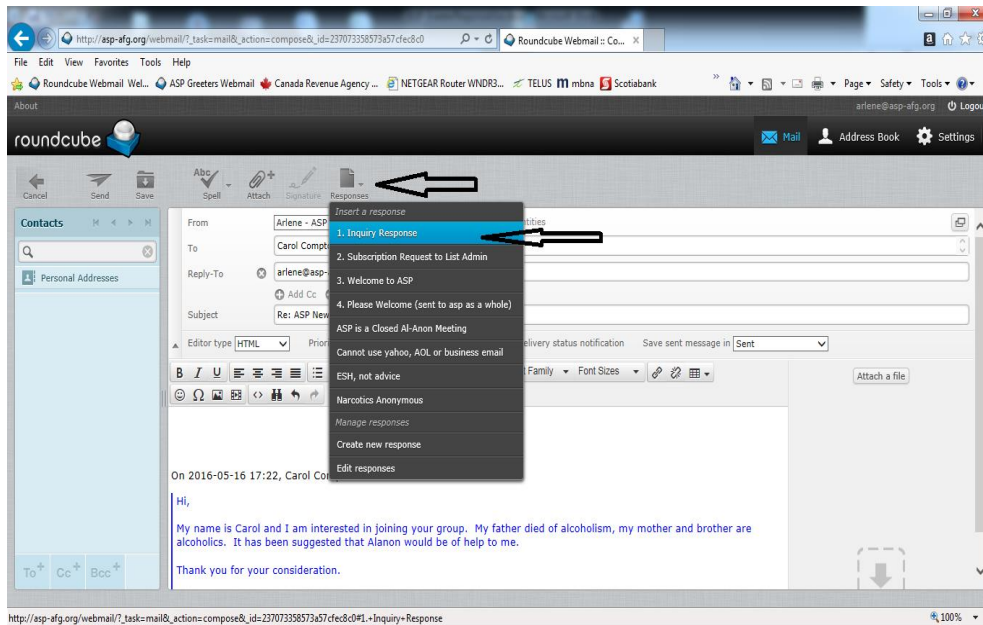 http://asp-afg.org/webmail/?_task=mail&_action=compose&_id=237073358573a57cfec8c0
Roundcube Webmail :: Co...
File Edit View Favorites Tools Help
Roundcube Webmail Wel... ASP Greeters Webmail Canada Revenue Agency ... NETGEAR Router WNDR3... TELUS mbna Scotiabank Page Safety Tools
About arlene@asp-afg.org Logou
roundcube Mail Address Book Settings
Cancel Send Save Spell Attach Signature Responses
Contacts
Personal Addresses
From Arlene - ASP
To Carol Compt
Reply-To arlene@asp-
Add Cc
Subject Re: ASP New
Insert a response
1. Inquiry Response
2. Subscription Request to List Admin
3. Welcome to ASP
4. Please Welcome (sent to asp as a whole)
ASP is a Closed Al-Anon Meeting
Cannot use yahoo, AOL or business email
ESH, not advice
Narcotics Anonymous
Manage responses
Create new response
Edit responses
Editor type HTML Prior elivery status notification Save sent message in Sent
B I U t Family Font Sizes
Attach a file
On 2016-05-16 17:22, Carol Co
Hi,
My name is Carol and I am interested in joining your group. My father died of alcoholism, my mother and brother are
alcoholics. It has been suggested that Alanon would be of help to me.
Thank you for your consideration.
To+ Cc+ Bcc+
http://asp-afg.org/webmail/?_task=mail&_action=compose&_id=237073358573a57cfec8c0#1.+Inquiry+Response 100%